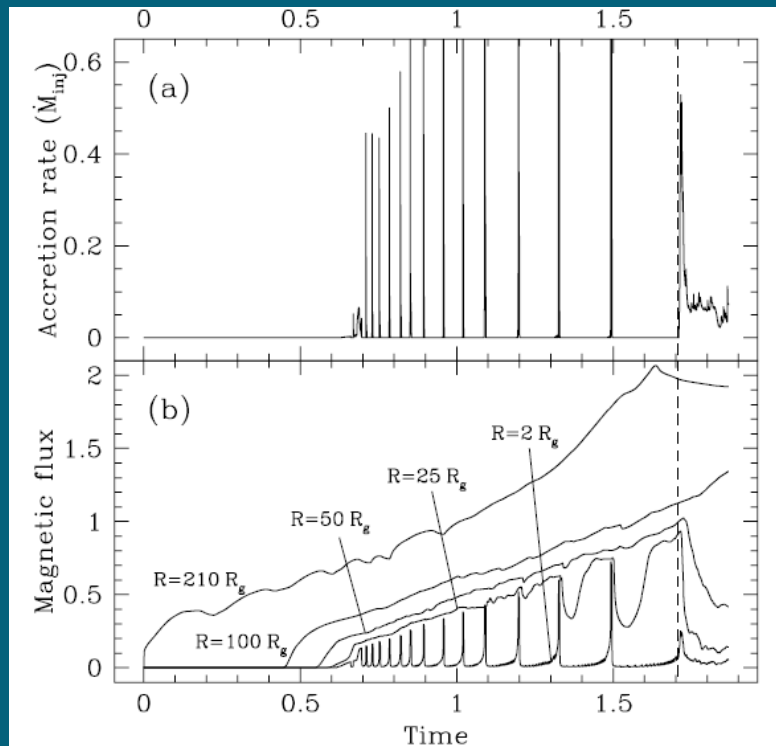 0 0.5 1 1.5
(a)
Accretion rate (Ṁinj)
0.6
0.4
0.2
0
(b)
Magnetic flux
2
1.5
1
0.5
0
R=2 Rg
R=25 Rg
R=50 Rg
R=210 Rg
R=100 Rg
0 0.5 1 1.5
Time